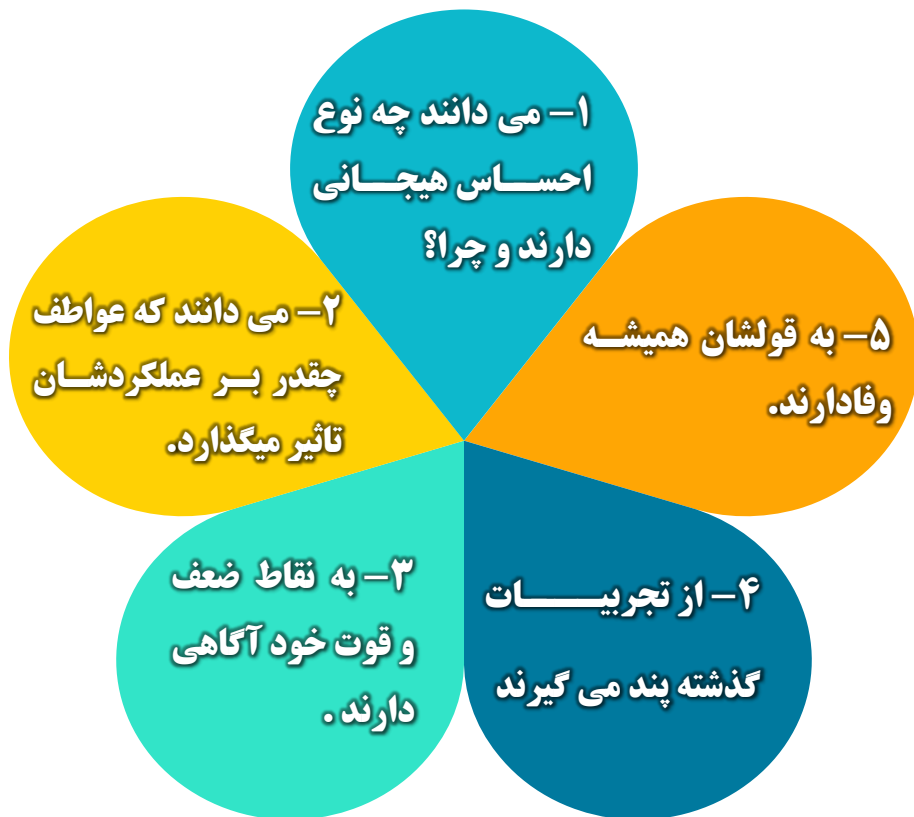 ۱- می دانند چه نوع
احساس هیجانی
دارند و چرا؟
۲- می دانند که عواطف
چقدر بر عملکردشان
تاثیر میگذارد.
۳- به نقاط ضعف
و قوت خود آگاهی
دارند .
۴- از تجربیات
گذشته پند می گیرند
۵- به قولشان همیشه
وفادارند.